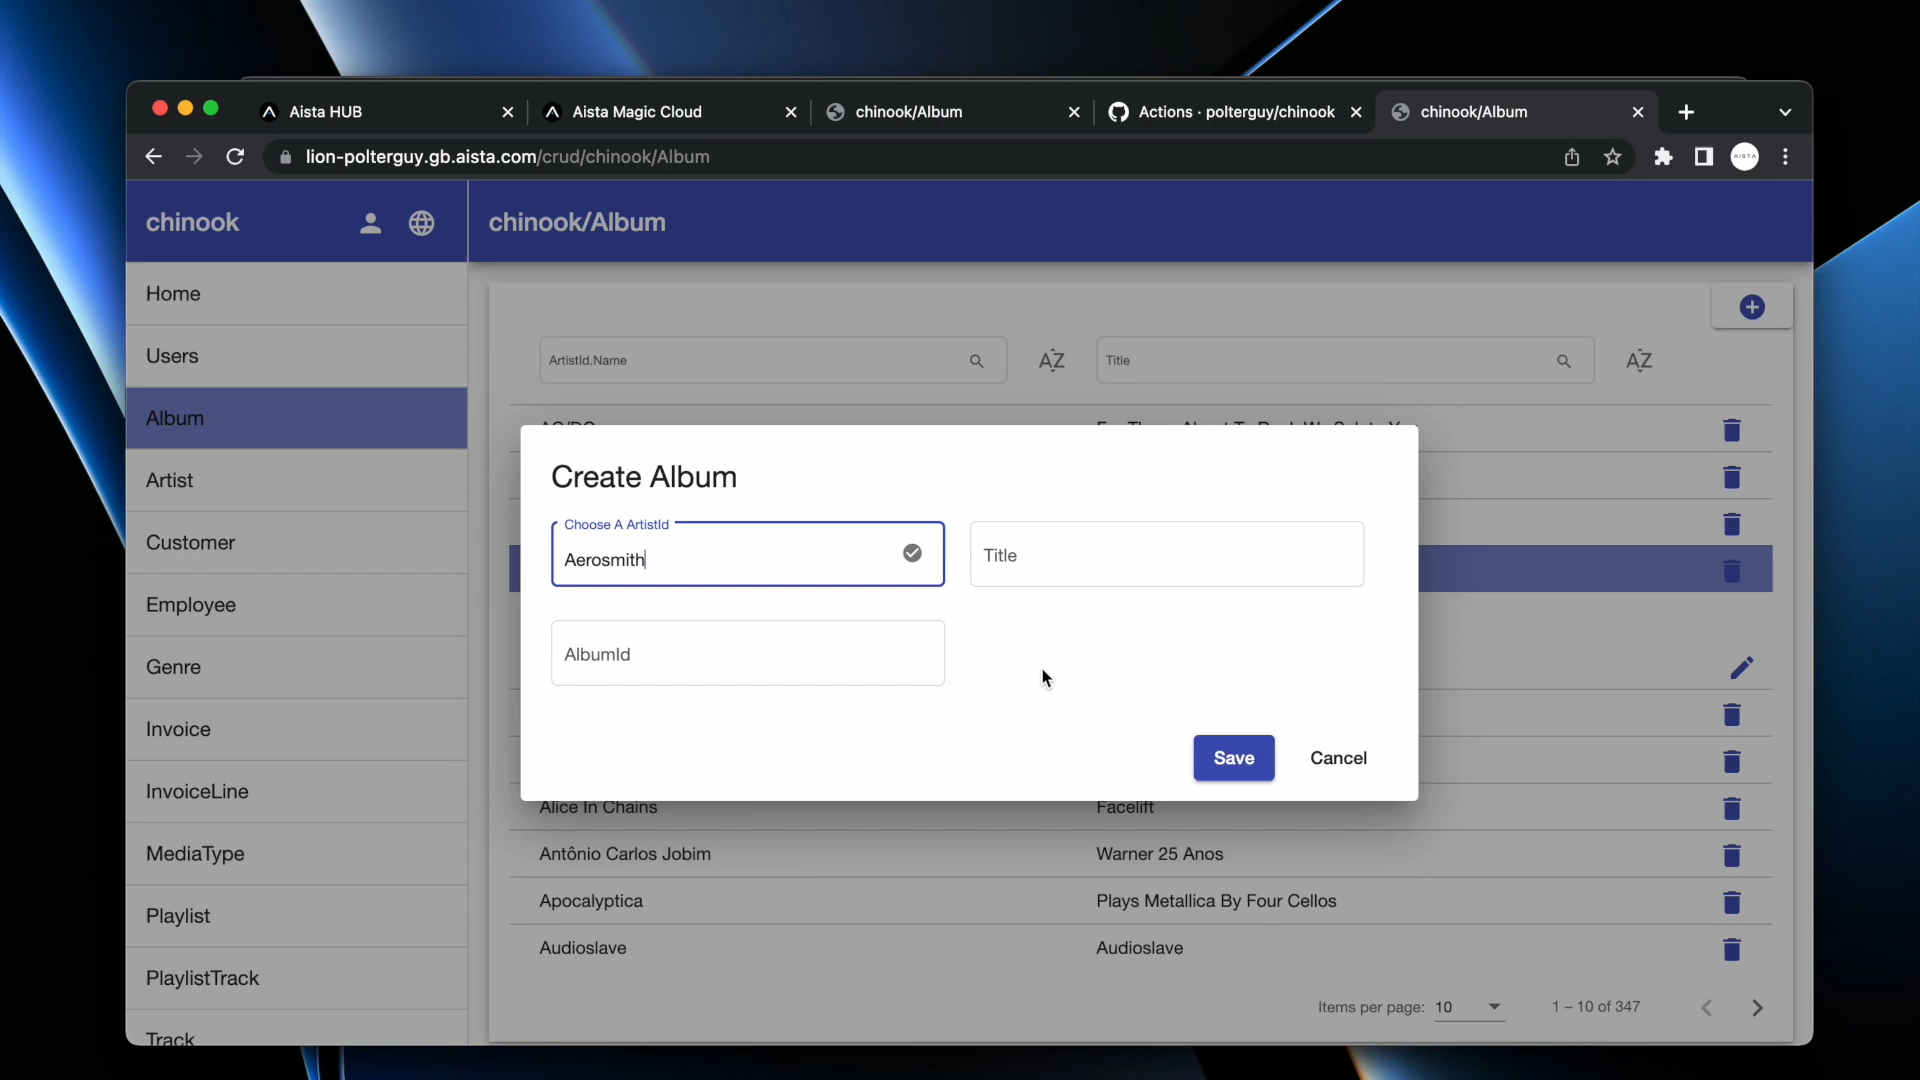 Aista HUB
Aista Magic Cloud
chinook/Album
Actions · polterguy/chinook
chinook/Album
lion-polterguy.gb.aista.com/crud/chinook/Album
AISTA
chinook
chinook/Album
Home
Users
Album
Artist
Customer
Employee
Genre
Invoice
InvoiceLine
MediaType
Playlist
PlaylistTrack
Track
ArtistId.Name
AZ
Title
AZ
Create Album
Choose A ArtistId
Aerosmith
Title
AlbumId
Save
Cancel
Alice In Chains
Facelift
Antônio Carlos Jobim
Warner 25 Anos
Apocalyptica
Plays Metallica By Four Cellos
Audioslave
Audioslave
Items per page: 10
1 – 10 of 347